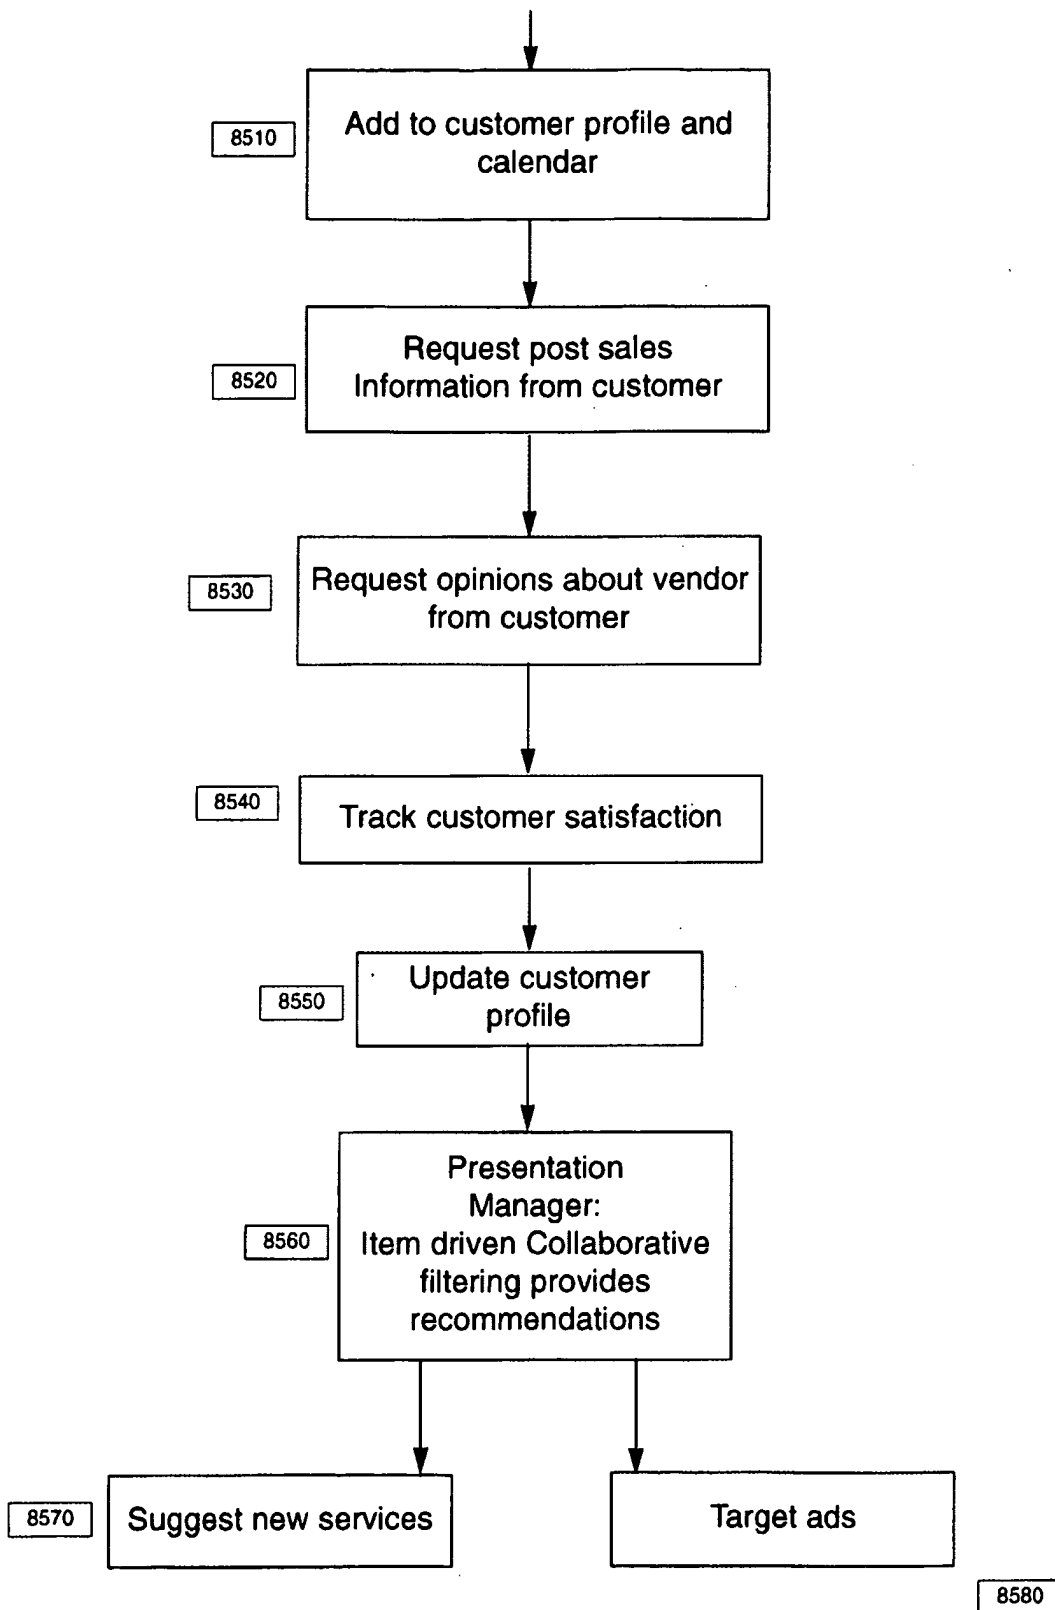 8510
Add to customer profile and
calendar
8520
Request post sales
Information from customer
8530
Request opinions about vendor
from customer
8540
Track customer satisfaction
8550
Update customer
profile
8560
Presentation
Manager:
Item driven Collaborative
filtering provides
recommendations
8570
Suggest new services
Target ads
8580